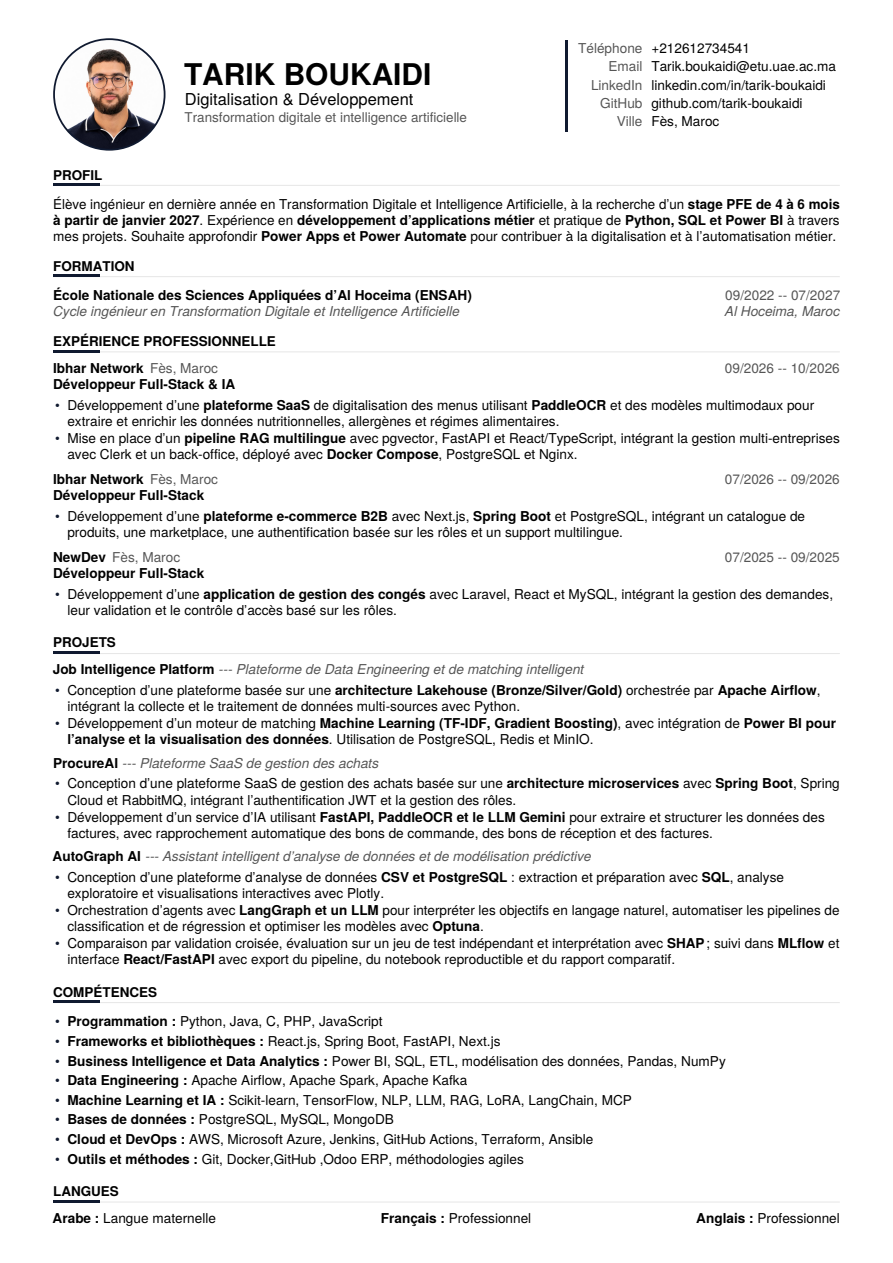 TARIK BOUKAIDI
Digitalisation & Développement
Transformation digitale et intelligence artificielle
Téléphone +212612734541
Email Tarik.boukaidi@etu.uae.ac.ma
LinkedIn linkedin.com/in/tarik-boukaidi
GitHub github.com/tarik-boukaidi
Ville Fès, Maroc
PROFIL
Élève ingénieur en dernière année en Transformation Digitale et Intelligence Artificielle, à la recherche d'un stage PFE de 4 à 6 mois
à partir de janvier 2027. Expérience en développement d'applications métier et pratique de Python, SQL et Power BI à travers
mes projets. Souhaite approfondir Power Apps et Power Automate pour contribuer à la digitalisation et à l'automatisation métier.
FORMATION
École Nationale des Sciences Appliquées d'Al Hoceima (ENSAH) 09/2022 -- 07/2027
Cycle ingénieur en Transformation Digitale et Intelligence Artificielle Al Hoceima, Maroc
EXPÉRIENCE PROFESSIONNELLE
Ibhar Network Fès, Maroc 09/2026 -- 10/2026
Développeur Full-Stack & IA
• Développement d'une plateforme SaaS de digitalisation des menus utilisant PaddleOCR et des modèles multimodaux pour
extraire et enrichir les données nutritionnelles, allergènes et régimes alimentaires.
• Mise en place d'un pipeline RAG multilingue avec pgvector, FastAPI et React/TypeScript, intégrant la gestion multi-entreprises
avec Clerk et un back-office, déployé avec Docker Compose, PostgreSQL et Nginx.
Ibhar Network Fès, Maroc 07/2026 -- 09/2026
Développeur Full-Stack
• Développement d'une plateforme e-commerce B2B avec Next.js, Spring Boot et PostgreSQL, intégrant un catalogue de
produits, une marketplace, une authentification basée sur les rôles et un support multilingue.
NewDev Fès, Maroc 07/2025 -- 09/2025
Développeur Full-Stack
• Développement d'une application de gestion des congés avec Laravel, React et MySQL, intégrant la gestion des demandes,
leur validation et le contrôle d'accès basé sur les rôles.
PROJETS
Job Intelligence Platform --- Plateforme de Data Engineering et de matching intelligent
• Conception d'une plateforme basée sur une architecture Lakehouse (Bronze/Silver/Gold) orchestrée par Apache Airflow,
intégrant la collecte et le traitement de données multi-sources avec Python.
• Développement d'un moteur de matching Machine Learning (TF-IDF, Gradient Boosting), avec intégration de Power BI pour
l'analyse et la visualisation des données. Utilisation de PostgreSQL, Redis et MinIO.
ProcureAI --- Plateforme SaaS de gestion des achats
• Conception d'une plateforme SaaS de gestion des achats basée sur une architecture microservices avec Spring Boot, Spring
Cloud et RabbitMQ, intégrant l'authentification JWT et la gestion des rôles.
• Développement d'un service d'IA utilisant FastAPI, PaddleOCR et le LLM Gemini pour extraire et structurer les données des
factures, avec rapprochement automatique des bons de commande, des bons de réception et des factures.
AutoGraph AI --- Assistant intelligent d'analyse de données et de modélisation prédictive
• Conception d'une plateforme d'analyse de données CSV et PostgreSQL : extraction et préparation avec SQL, analyse
exploratoire et visualisations interactives avec Plotly.
• Orchestration d'agents avec LangGraph et un LLM pour interpréter les objectifs en langage naturel, automatiser les pipelines de
classification et de régression et optimiser les modèles avec Optuna.
• Comparaison par validation croisée, évaluation sur un jeu de test indépendant et interprétation avec SHAP ; suivi dans MLflow et
interface React/FastAPI avec export du pipeline, du notebook reproductible et du rapport comparatif.
COMPÉTENCES
• Programmation : Python, Java, C, PHP, JavaScript
• Frameworks et bibliothèques : React.js, Spring Boot, FastAPI, Next.js
• Business Intelligence et Data Analytics : Power BI, SQL, ETL, modélisation des données, Pandas, NumPy
• Data Engineering : Apache Airflow, Apache Spark, Apache Kafka
• Machine Learning et IA : Scikit-learn, TensorFlow, NLP, LLM, RAG, LoRA, LangChain, MCP
• Bases de données : PostgreSQL, MySQL, MongoDB
• Cloud et DevOps : AWS, Microsoft Azure, Jenkins, GitHub Actions, Terraform, Ansible
• Outils et méthodes : Git, Docker,GitHub ,Odoo ERP, méthodologies agiles
LANGUES
Arabe : Langue maternelle Français : Professionnel Anglais : Professionnel